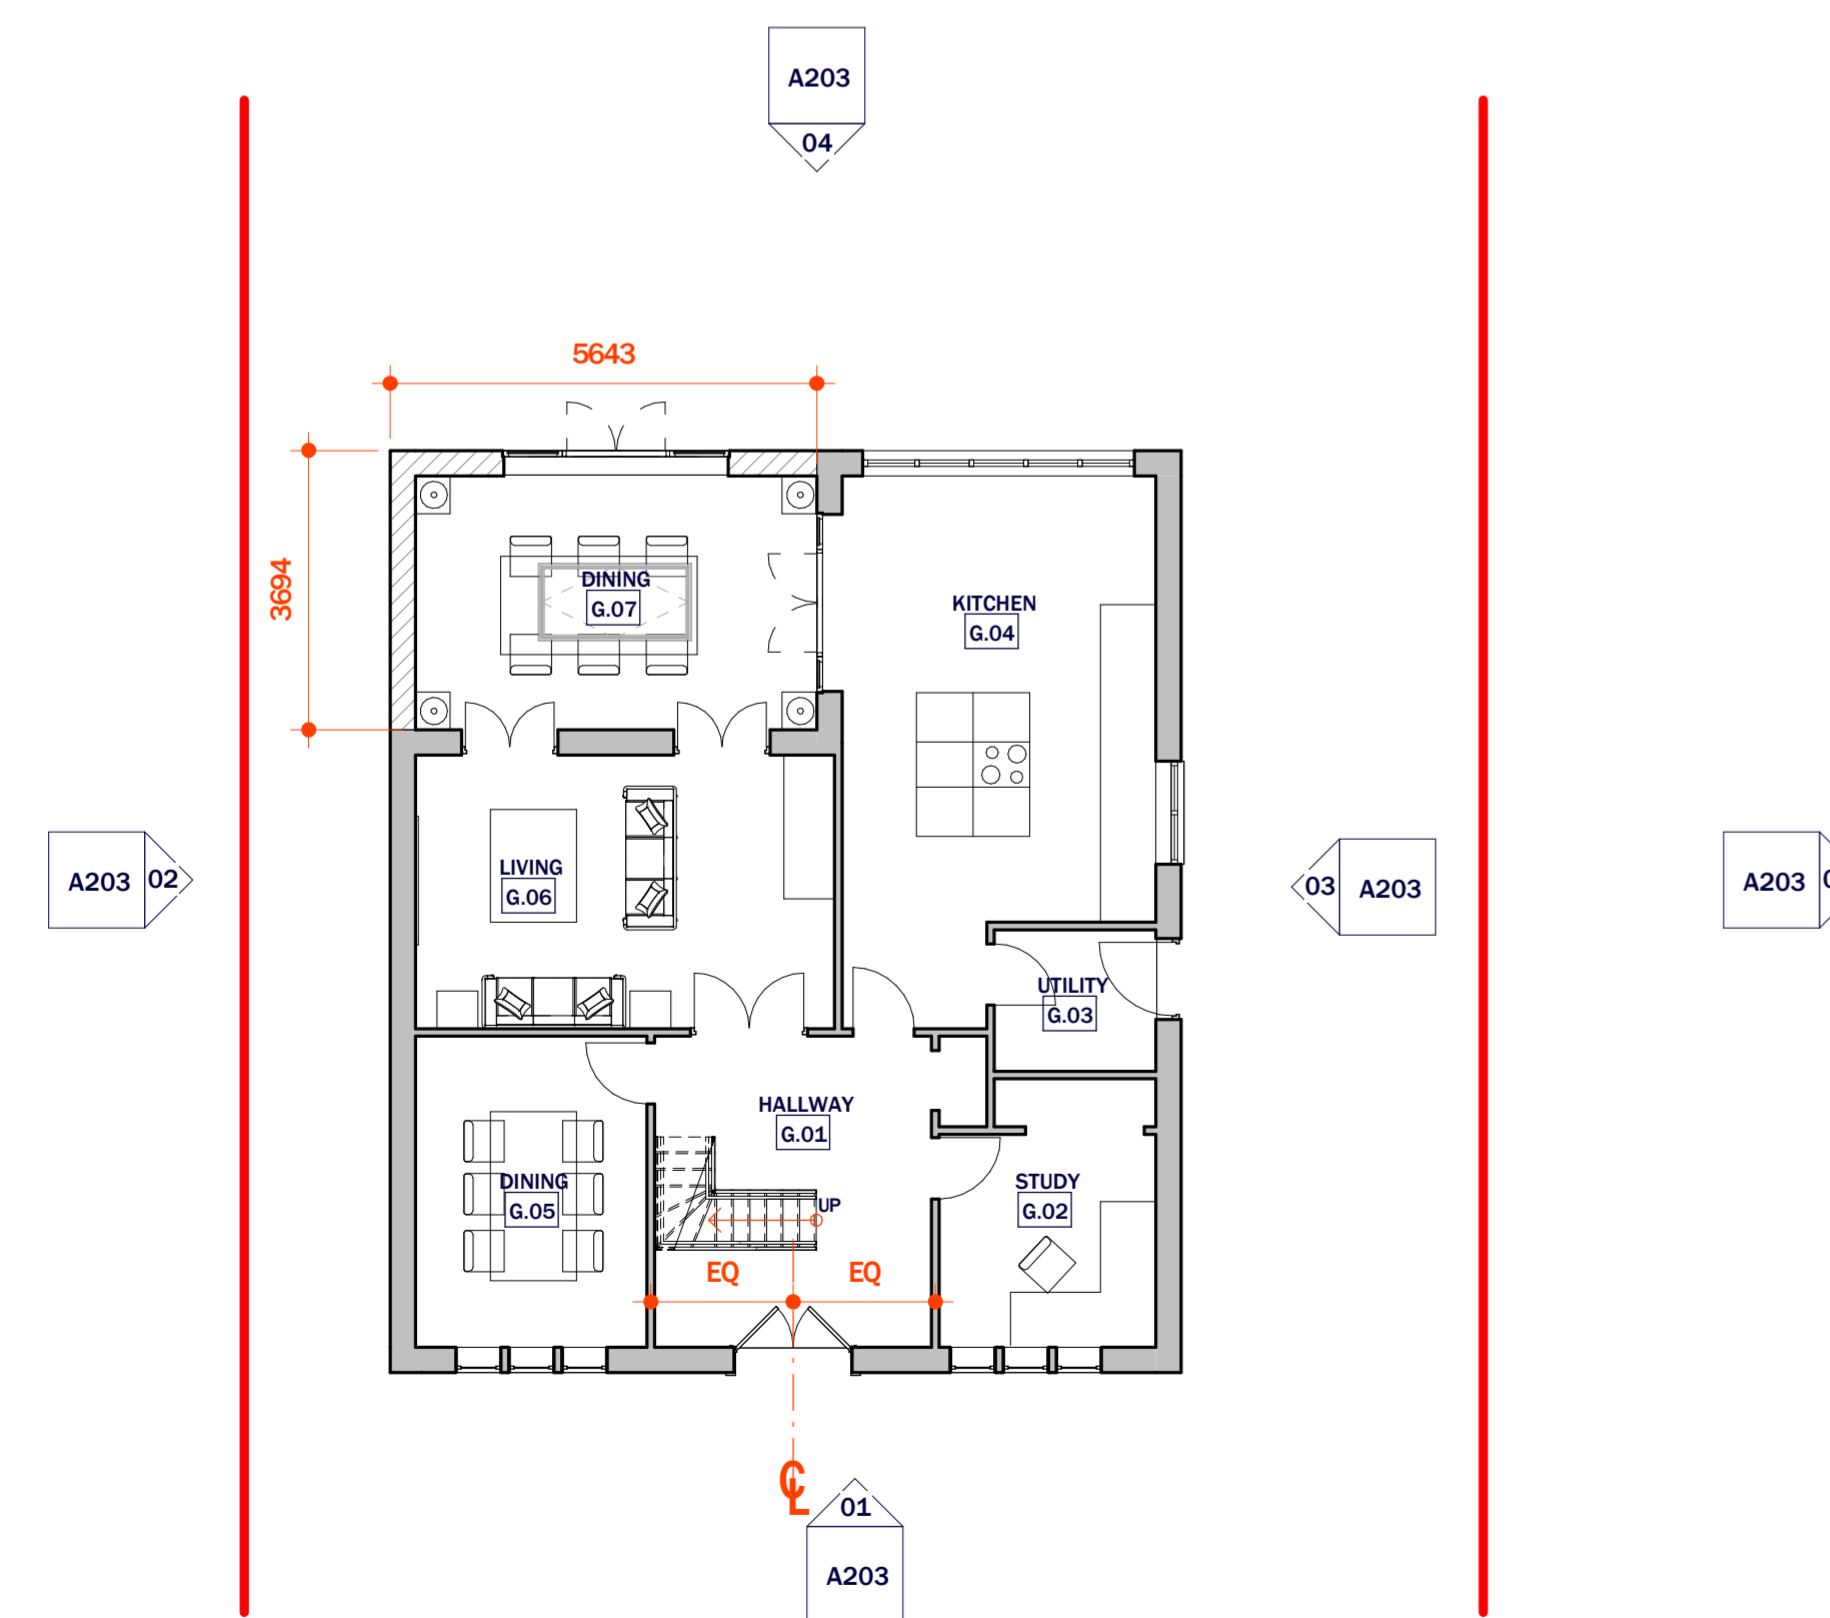 A203
04
5643
3694
DINING
G.07
KITCHEN
G.04
A203
02
LIVING
G.06
03
A203
A203
UTILITY
G.03
HALLWAY
G.01
DINING
G.05
STUDY
G.02
UP
EQ
EQ
CL
01
A203